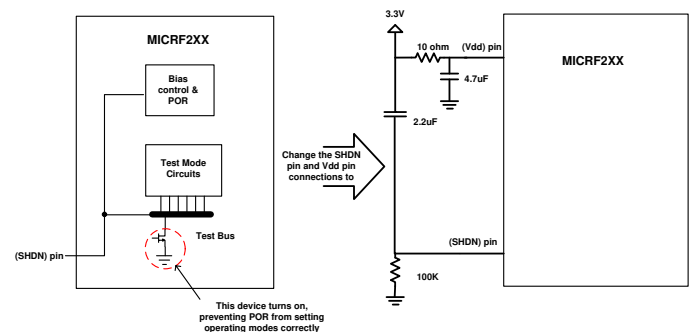 MICRF2XX
Bias
control &
POR
Test Mode
Circuits
Test Bus
(SHDN) pin
This device turns on,
preventing POR from setting
operating modes correctly
Change the SHDN
pin and Vdd pin
connections to
3.3V
10 ohm
(Vdd) pin
4.7uF
2.2uF
(SHDN) pin
100K
MICRF2XX